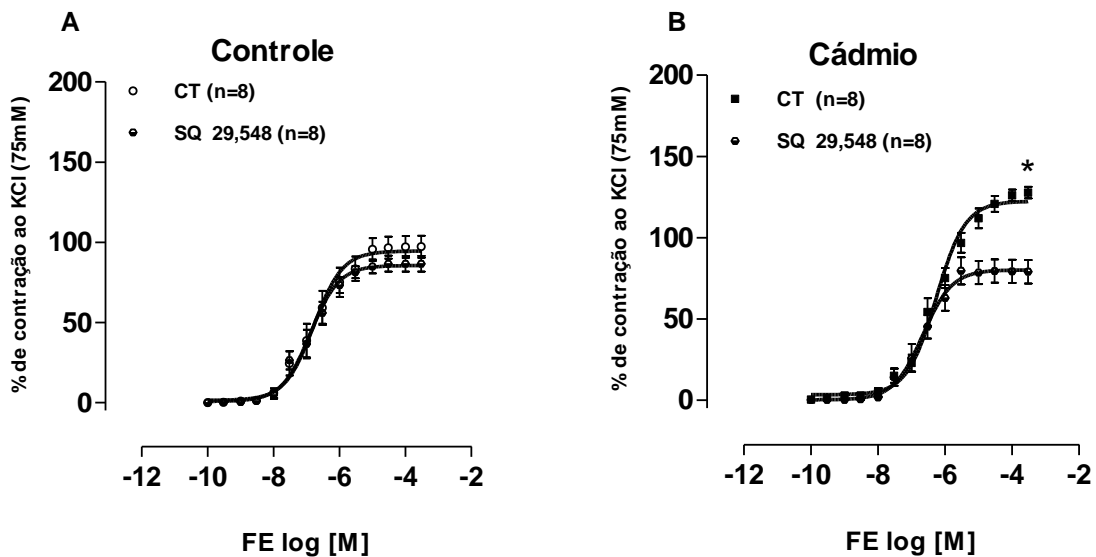 A
Controle
CT (n=8)
SQ 29,548 (n=8)
% de contração ao KCl (75mM)
200
150
100
50
0
-12 -10 -8 -6 -4 -2
FE log [M]
B
Cádmio
CT (n=8)
SQ 29,548 (n=8)
*
% de contração ao KCl (75mM)
200
150
100
50
0
-12 -10 -8 -6 -4 -2
FE log [M]